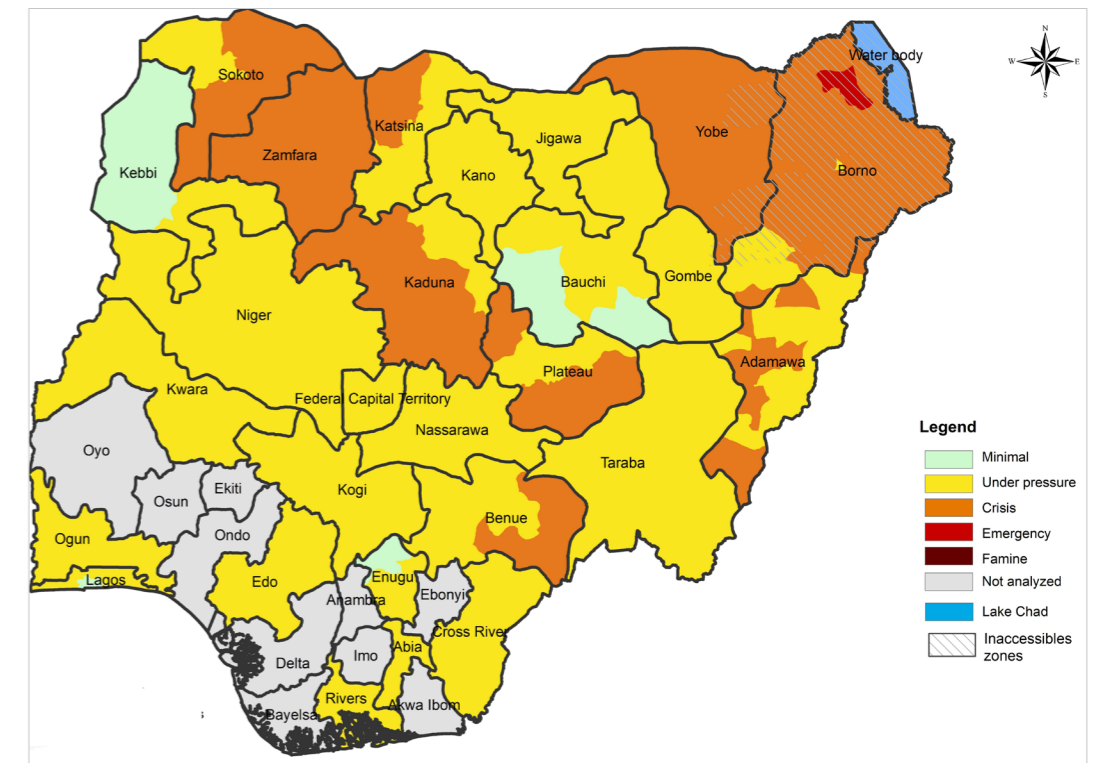 N
W
E
S
Water body
Sokoto
Katsina
Yobe
Jigawa
Zamfara
Kebbi
Kano
Borno
Kaduna
Bauchi
Gombe
Niger
Adamawa
Plateau
Kwara
Federal Capital Territory
Nassarawa
Oyo
Taraba
Kogi
Osun
Ekiti
Benue
Ondo
Ogun
Lagos
Edo
Enugu
Anambra
Ebonyi
Cross River
Abia
Imo
Delta
Rivers
Akwa Ibom
Bayelsa
Legend
Minimal
Under pressure
Crisis
Emergency
Famine
Not analyzed
Lake Chad
Inaccessibles
zones